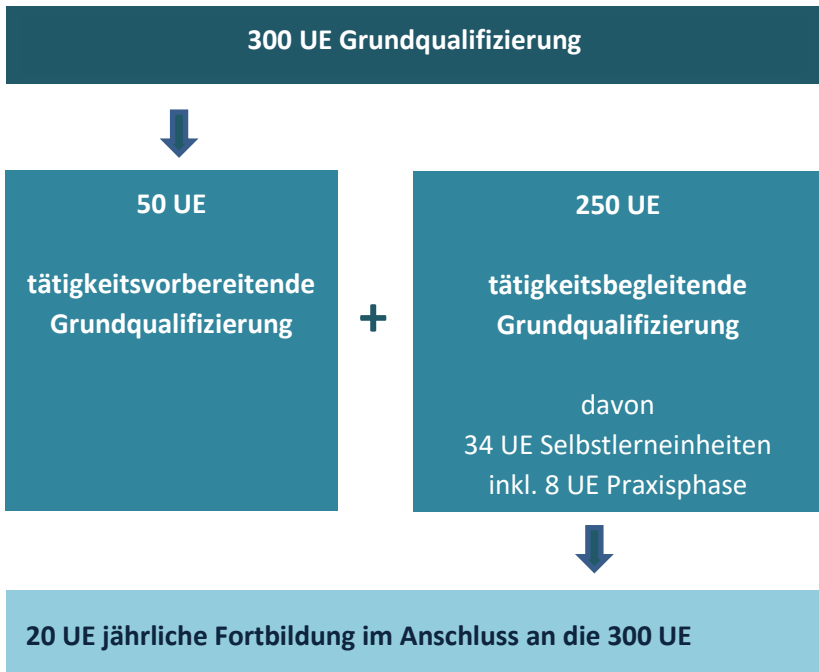 300 UE Grundqualifizierung
50 UE
tätigkeitsvorbereitende
Grundqualifizierung
+
250 UE
tätigkeitsbegleitende
Grundqualifizierung
davon
34 UE Selbstlerneinheiten
inkl. 8 UE Praxisphase
20 UE jährliche Fortbildung im Anschluss an die 300 UE